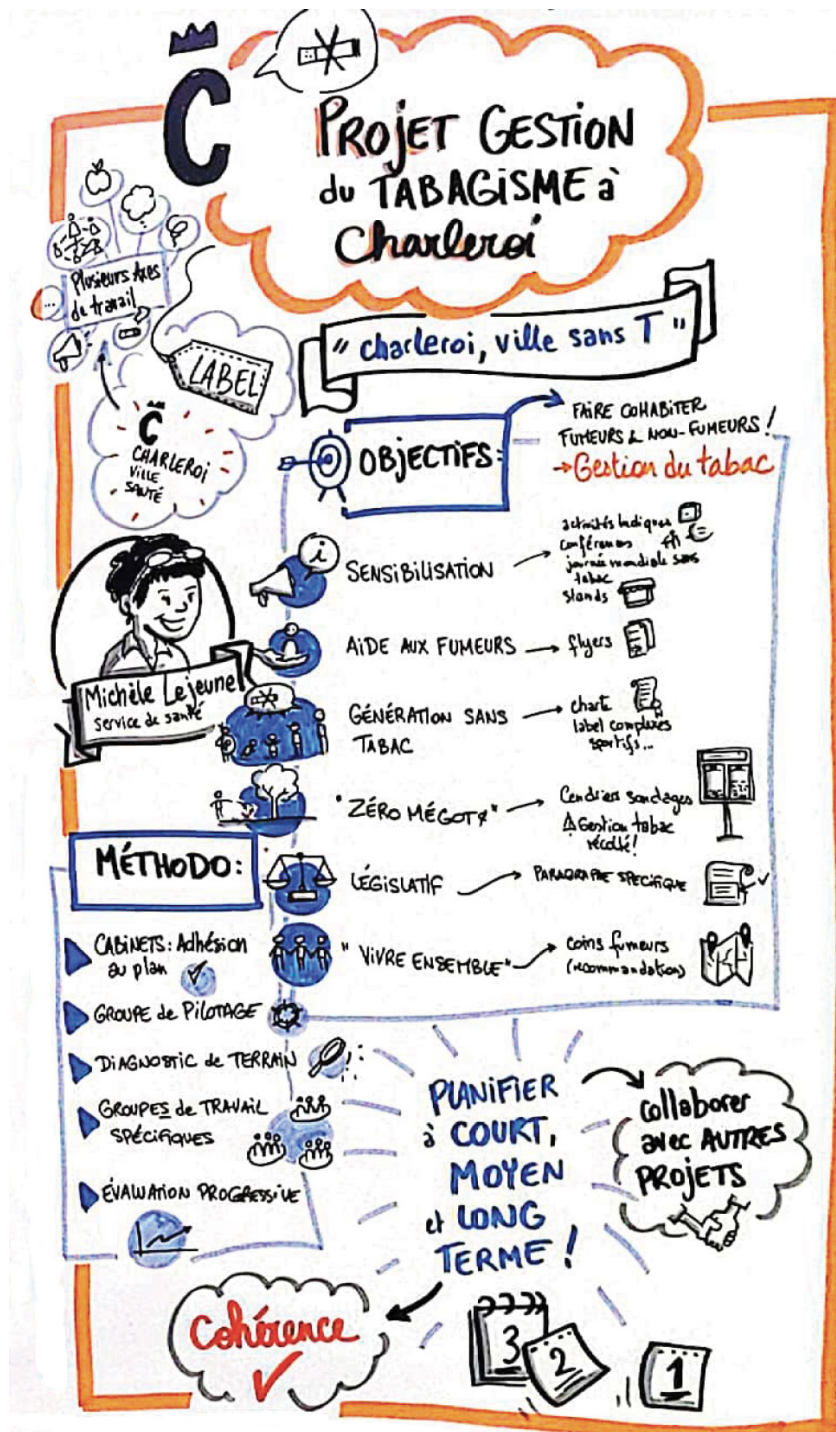 Č
PROJET GESTION
du TABAGISME à
Charleroi
Plusieurs Axes
de travail
...
LABEL
Č
CHARLEROI
VILLE
SANTÉ
" charleroi, ville sans T "
OBJECTIFS:
FAIRE COHABITER
FUMEURS & NON-FUMEURS !
→ Gestion du tabac
i
SENSIBILISATION
activités ludiques
Conférences
journée mondiale sans
tabac
stands
AIDE AUX FUMEURS → flyers
Michèle Lejeune
Service de santé
GÉNÉRATION SANS
TABAC
charte
label complexes
sportifs...
"ZÉRO MÉGOT"
Cendriers sondages
⚠ Gestion tabac
récolté!
LÉGISLATIF → PARAGRAPHE SPÉCIFIQUE
"VIVRE ENSEMBLE"
coins fumeurs
(recommandation)
MÉTHODO:
CABINETS: Adhésion
au plan
GROUPE de PILOTAGE
DIAGNOSTIC de TERRAIN
GROUPES de TRAVAIL
SPÉCIFIQUES
ÉVALUATION PROGRESSIVE
PLANIFIER
à COURT,
MOYEN
et LONG
TERME !
Collaborer
avec AUTRES
PROJETS
Cohérence
3 2 1